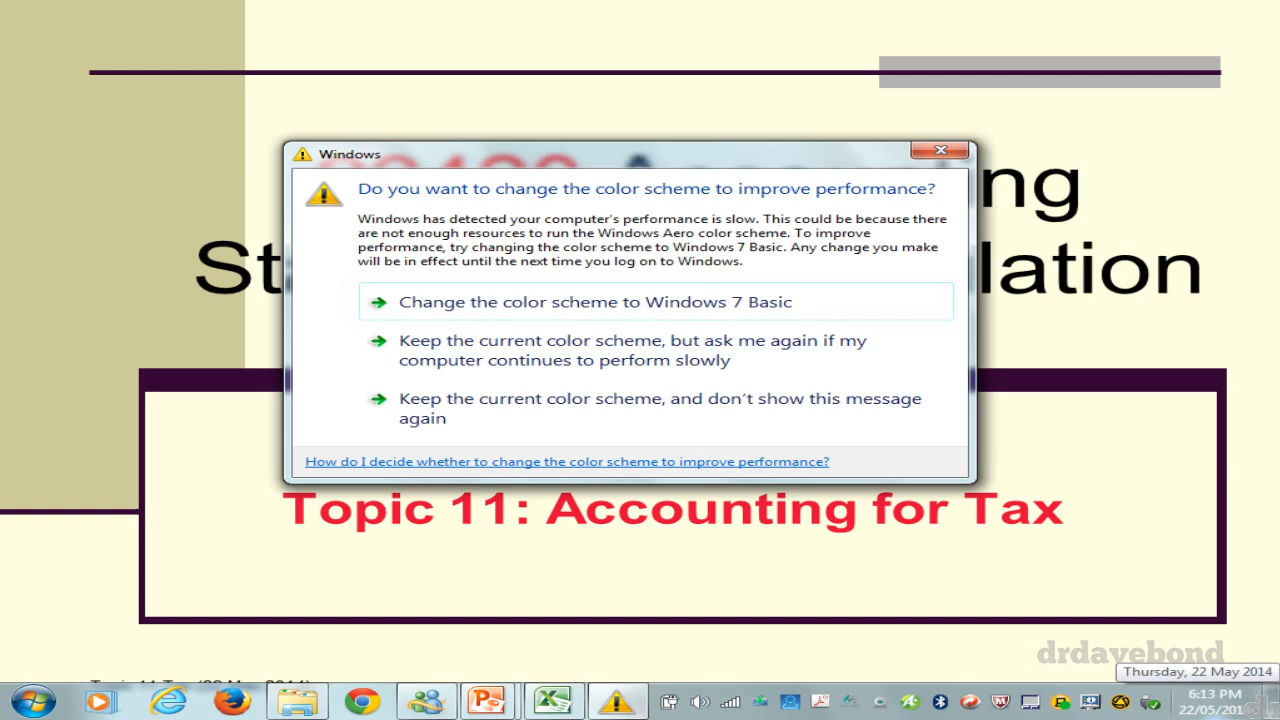 Windows
Do you want to change the color scheme to improve performance?
Windows has detected your computer's performance is slow. This could be because there
are not enough resources to run the Windows Aero color scheme. To improve
performance, try changing the color scheme to Windows 7 Basic. Any change you make
will be in effect until the next time you log on to Windows.
Change the color scheme to Windows 7 Basic
Keep the current color scheme, but ask me again if my
computer continues to perform slowly
Keep the current color scheme, and don't show this message
again
How do I decide whether to change the color scheme to improve performance?
Topic 11: Accounting for Tax
drdavebond
Thursday, 22 May 2014
6:13 PM